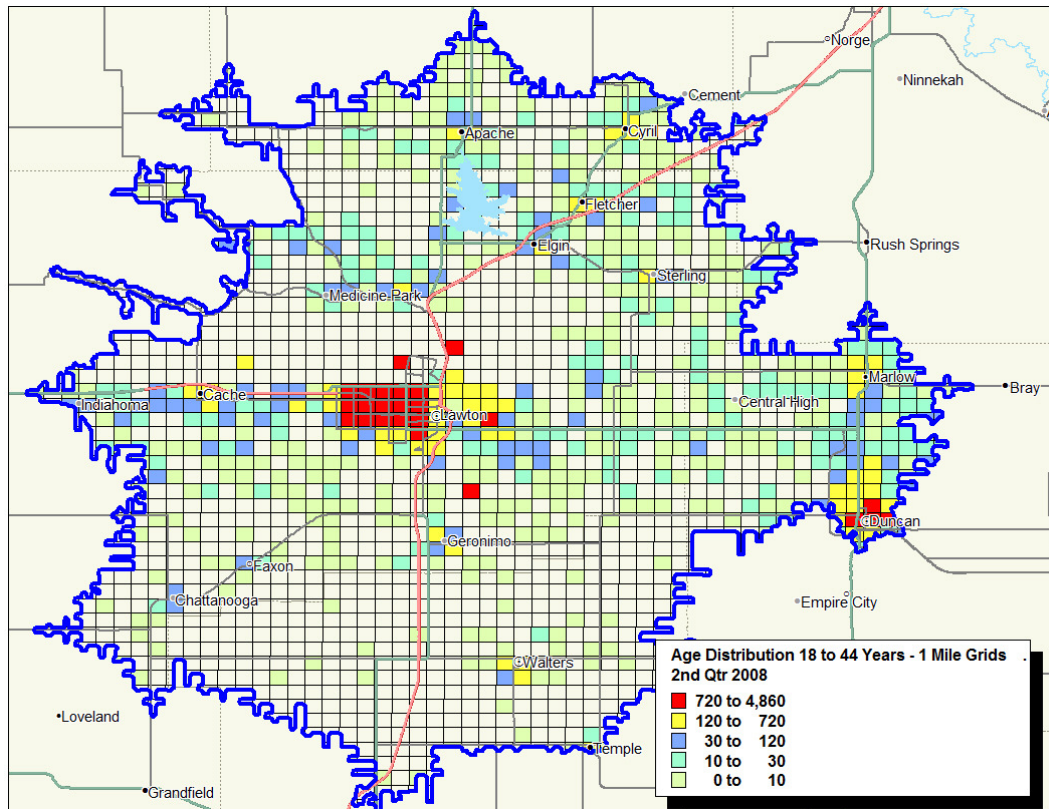 Norge
Ninnekah
Cement
Apache
Cyril
Fletcher
Elgin
Rush Springs
Sterling
Medicine Park
Marlow
Bray
Cache
Indiahoma
Central High
Lawton
Duncan
Geronimo
Faxon
Chattanooga
Empire City
Walters
Loveland
Temple
Grandfield
Age Distribution 18 to 44 Years - 1 Mile Grids .
2nd Qtr 2008
720 to 4,860
120 to 720
30 to 120
10 to 30
0 to 10